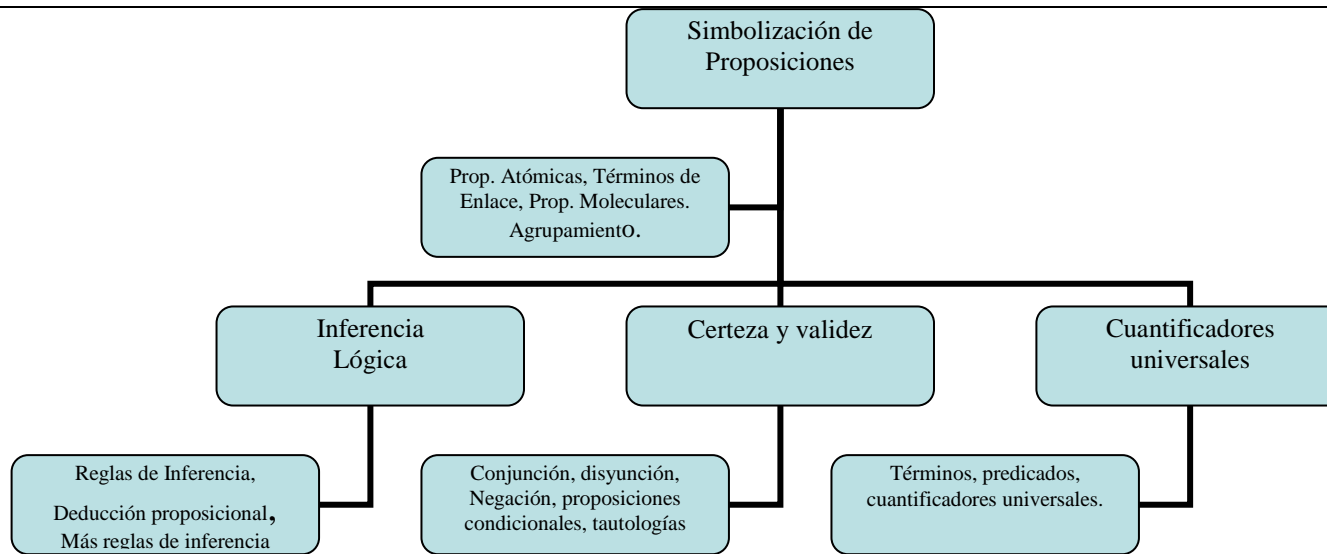 Simbolización de
Proposiciones
Prop. Atómicas, Términos de
Enlace, Prop. Moleculares.
Agrupamiento.
Inferencia
Lógica
Certeza y validez
Cuantificadores
universales
Reglas de Inferencia,
Deducción proposicional,
Más reglas de inferencia
Conjunción, disyunción,
Negación, proposiciones
condicionales, tautologías
Términos, predicados,
cuantificadores universales.